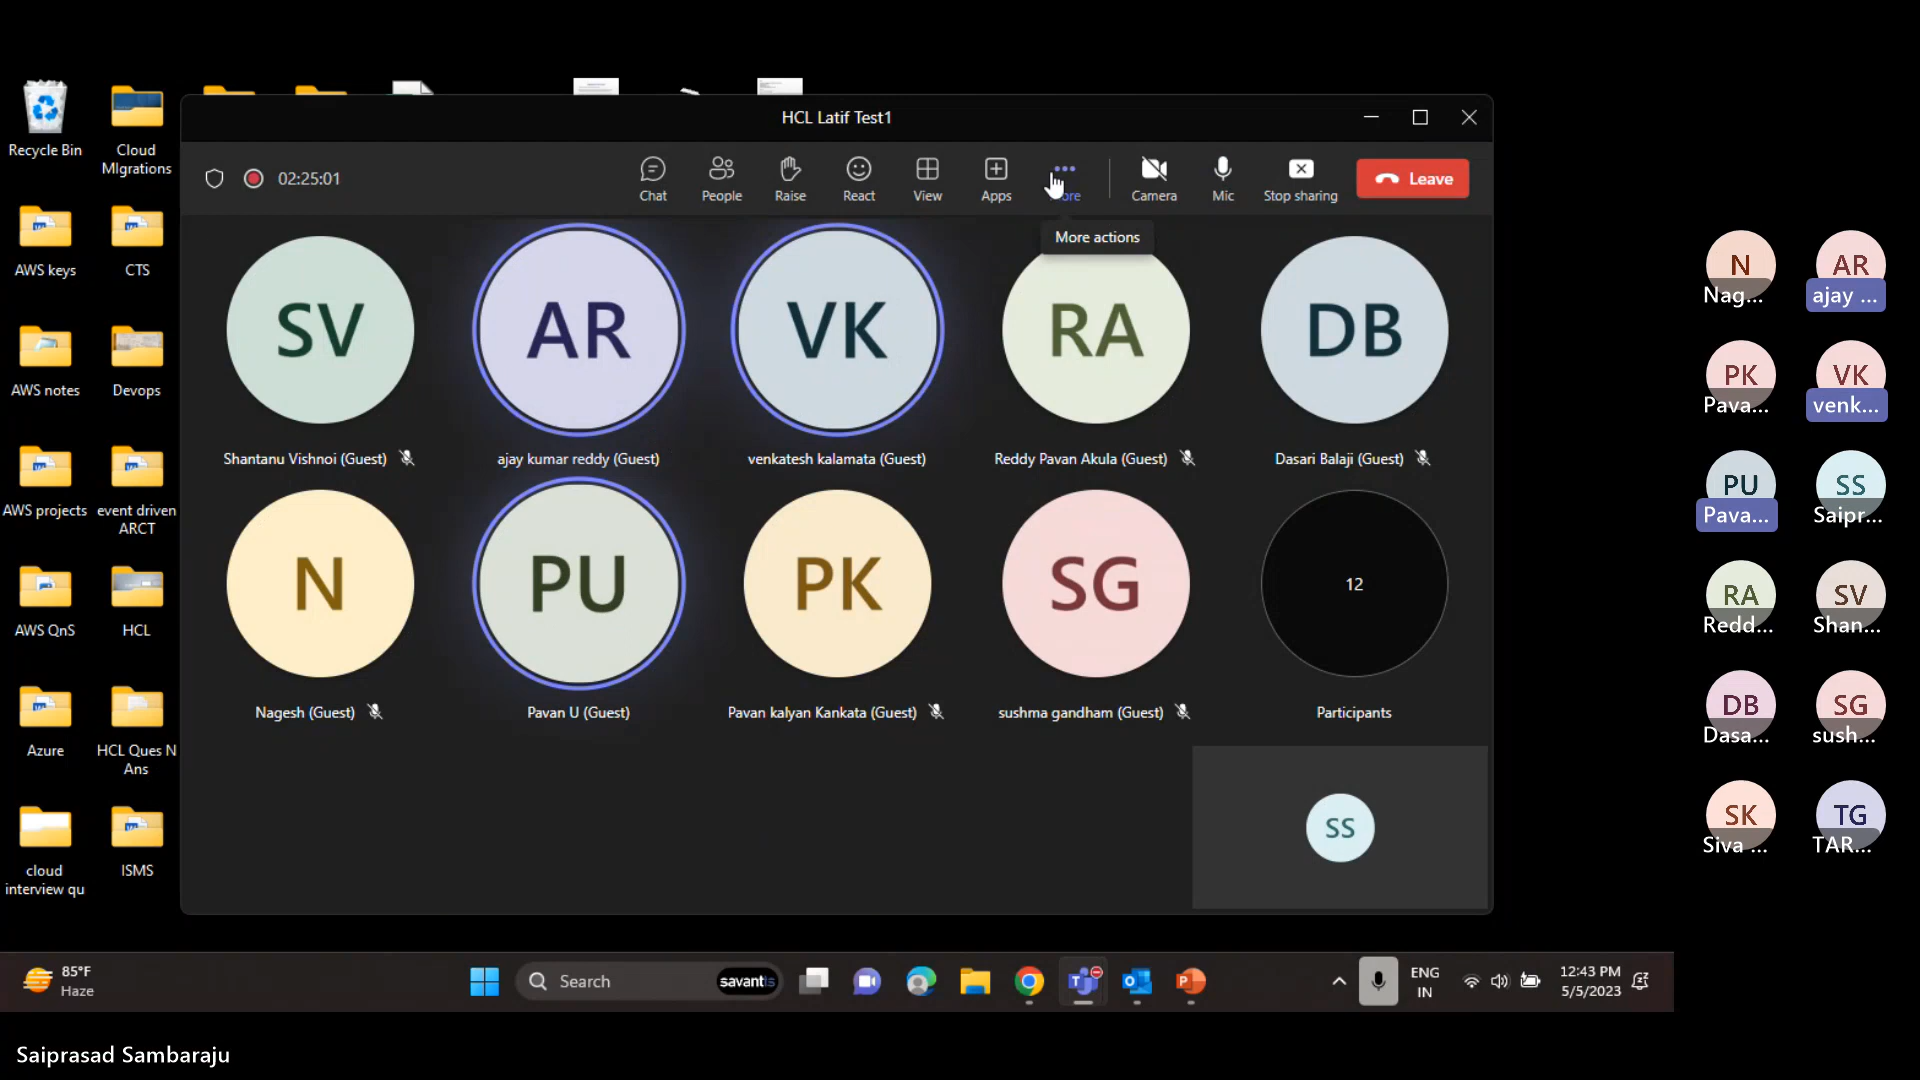 HCL Latif Test1
02:25:01
Chat
People
Raise
React
View
Apps
Camera
Mic
Stop sharing
Leave
More actions
Recycle Bin
Cloud
MIgrations
AWS keys
CTS
AWS notes
Devops
AWS projects
event driven
ARCT
AWS QnS
HCL
Azure
HCL Ques N
Ans
cloud
interview qu
ISMS
SV
AR
VK
RA
DB
Shantanu Vishnoi (Guest)
ajay kumar reddy (Guest)
venkatesh kalamata (Guest)
Reddy Pavan Akula (Guest)
Dasari Balaji (Guest)
N
PU
PK
SG
12
Nagesh (Guest)
Pavan U (Guest)
Pavan kalyan Kankata (Guest)
sushma gandham (Guest)
Participants
SS
N
Nag...
AR
ajay ...
PK
Pava...
VK
venk...
PU
Pava...
SS
Saipr...
RA
Redd...
SV
Shan...
DB
Dasa...
SG
sush...
SK
Siva ...
TG
TAR...
85°F
Haze
Search
savantis
ENG
IN
12:43 PM
5/5/2023
Saiprasad Sambaraju